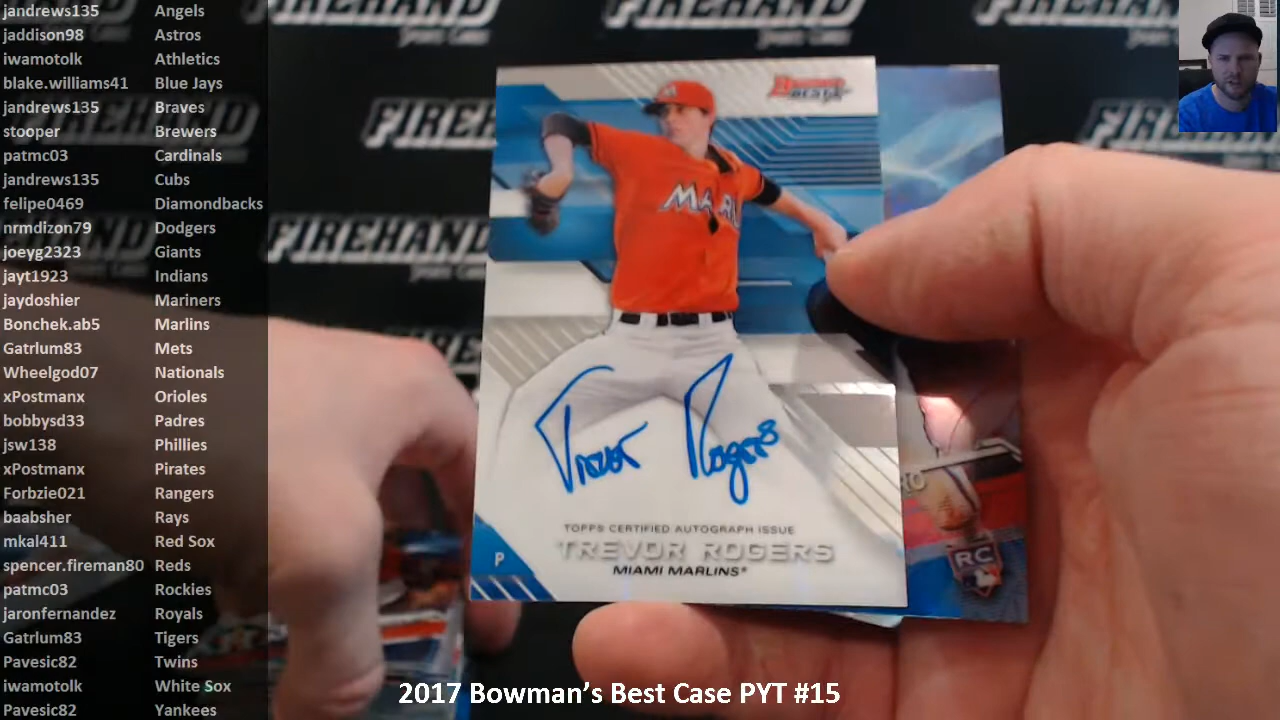 jandrews135 Angels
jaddison98 Astros
iwamotolk Athletics
blake.williams41 Blue Jays
jandrews135 Braves
stooper Brewers
patmc03 Cardinals
jandrews135 Cubs
felipe0469 Diamondbacks
nrmdizon79 Dodgers
joeyg2323 Giants
jayt1923 Indians
jaydoshier Mariners
Bonchek.ab5 Marlins
Gatrlum83 Mets
Wheelgod07 Nationals
xPostmanx Orioles
bobbysd33 Padres
jsw138 Phillies
xPostmanx Pirates
Forbzie021 Rangers
baabsher Rays
mkal411 Red Sox
spencer.fireman80 Reds
patmc03 Rockies
jaronfernandez Royals
Gatrlum83 Tigers
Pavesic82 Twins
iwamotolk White Sox
Pavesic82 Yankees
FIREHAND
FIREHAND
FIREHAND
BOWMAN'S BEST
Trevor Rogers
TOPPS CERTIFIED AUTOGRAPH ISSUE
TREVOR ROGERS
MIAMI MARLINS®
P
RC
2017 Bowman's Best Case PYT #15